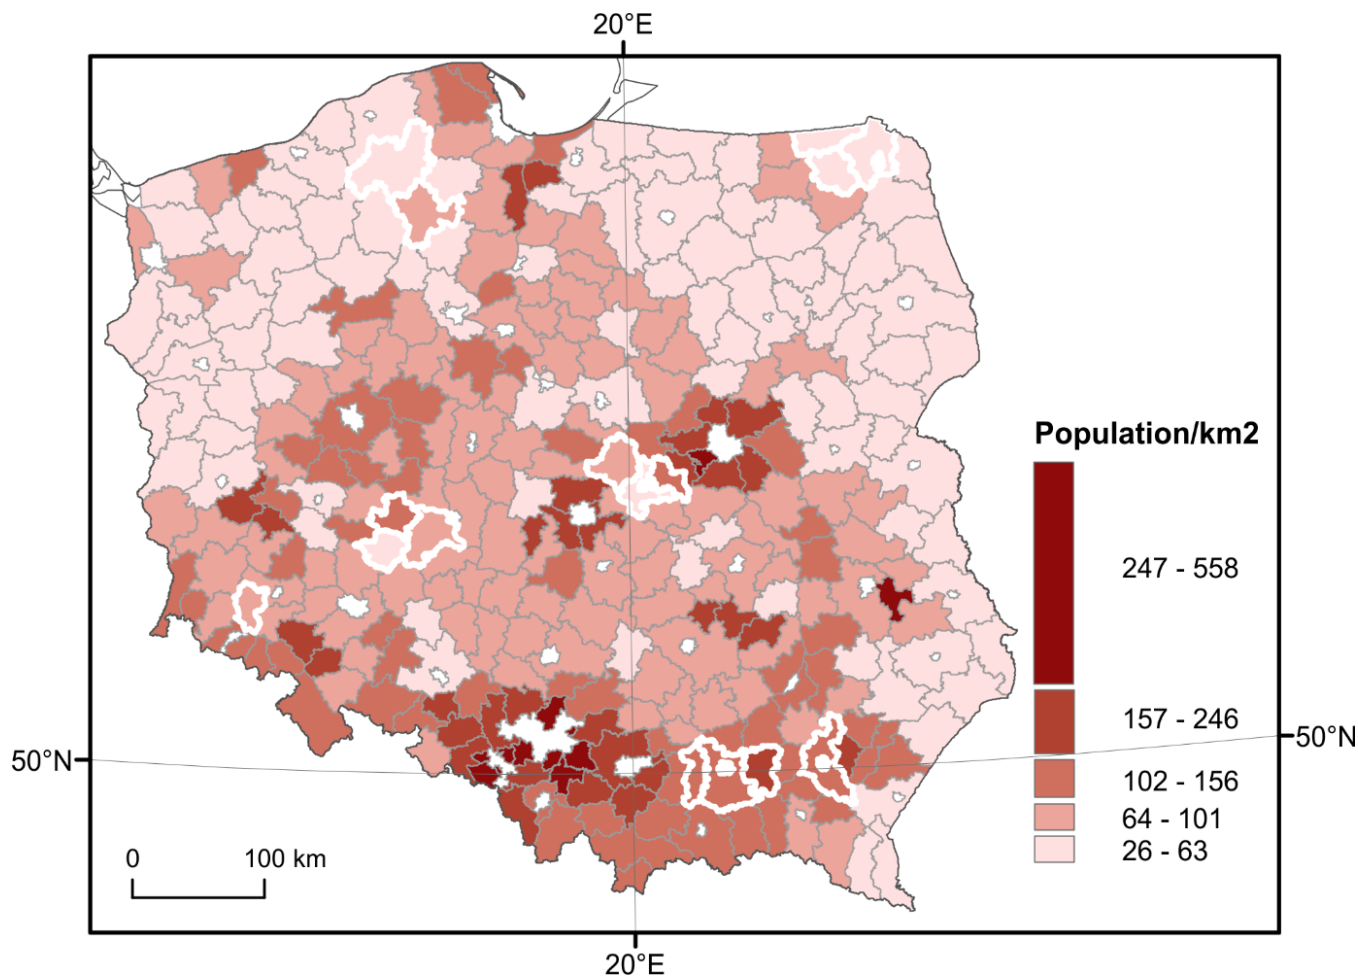 20°E
Population/km2
247 - 558
157 - 246
50°N
50°N
102 - 156
64 - 101
26 - 63
0 100 km
20°E